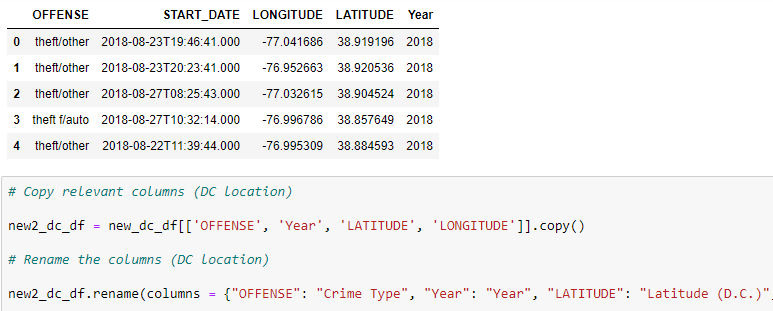 OFFENSE START_DATE LONGITUDE LATITUDE Year
0 theft/other 2018-08-23T19:46:41.000 -77.041686 38.919196 2018
1 theft/other 2018-08-23T20:23:41.000 -76.952663 38.920536 2018
2 theft/other 2018-08-27T08:25:43.000 -77.032615 38.904524 2018
3 theft f/auto 2018-08-27T10:32:14.000 -76.996786 38.857649 2018
4 theft/other 2018-08-22T11:39:44.000 -76.995309 38.884593 2018
# Copy relevant columns (DC location)
new2_dc_df = new_dc_df[['OFFENSE', 'Year', 'LATITUDE', 'LONGITUDE']].copy()
# Rename the columns (DC location)
new2_dc_df.rename(columns = {"OFFENSE": "Crime Type", "Year": "Year", "LATITUDE": "Latitude (D.C.)",